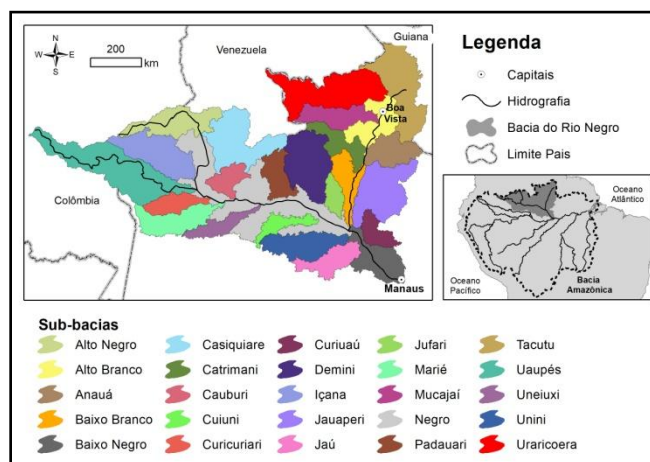 Guiana
Venezuela
N
W E
S
200
km
Boa
Vista
Colômbia
Manaus
Legenda
Capitais
Hidrografia
Bacia do Rio Negro
Limite Pais
Oceano
Atlântico
Oceano
Pacífico
Bacia
Amazônica
Sub-bacias
Alto Negro Casiquiare Curiuaú Jufari Tacutu
Alto Branco Catrimani Demini Marié Uaupés
Anauá Cauburi Içana Mucajaí Uneiuxi
Baixo Branco Cuiuni Jauaperi Negro Unini
Baixo Negro Curicuriari Jaú Padauari Uraricoera